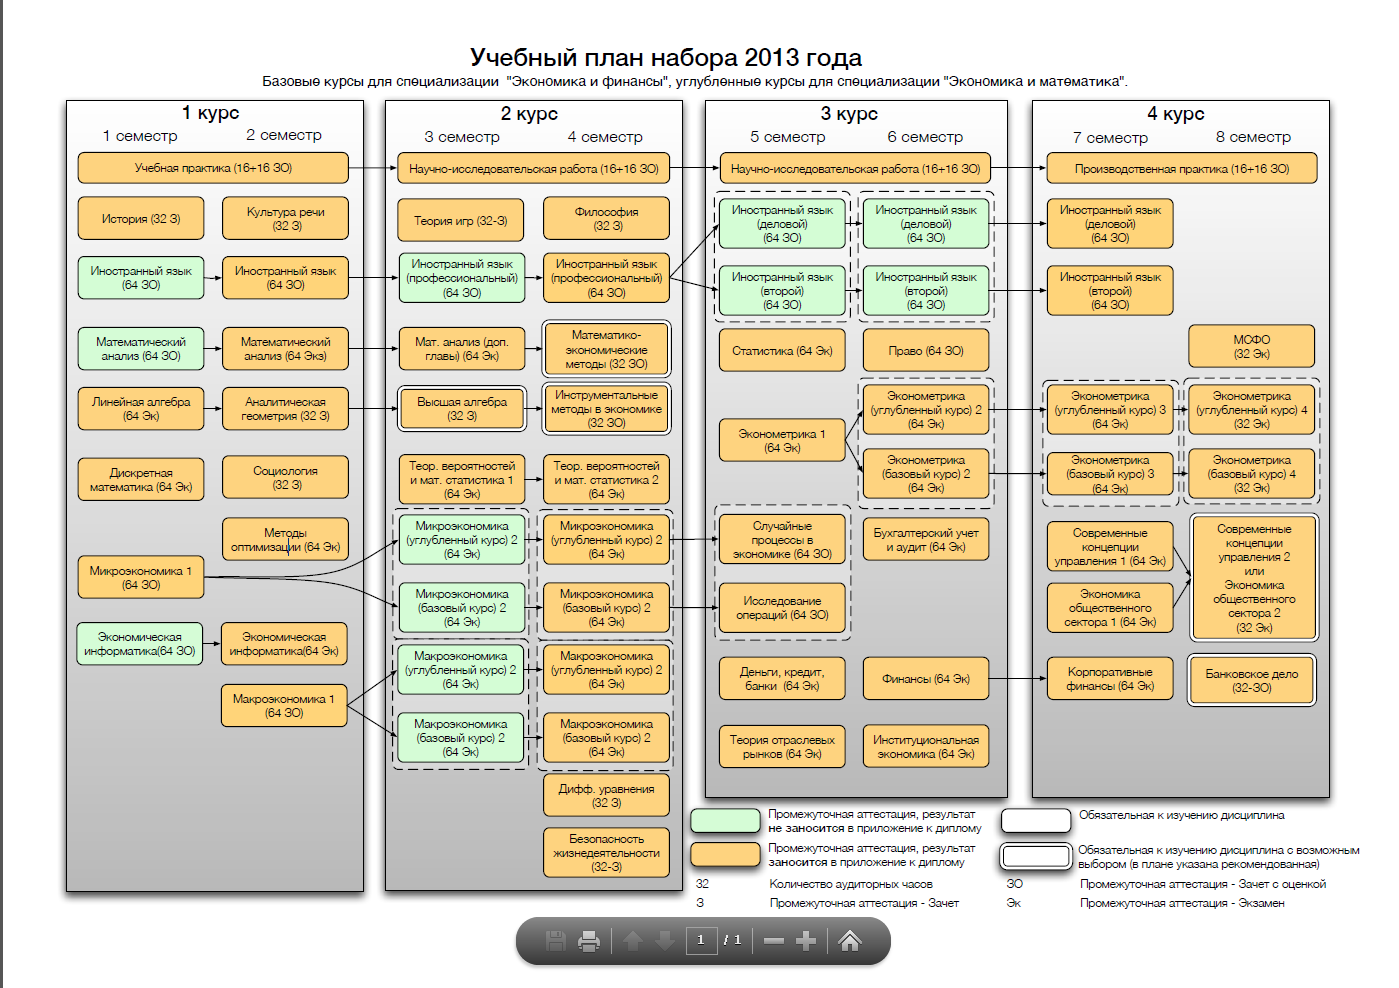 Учебный план набора 2013 года
Базовые курсы для специализации "Экономика и финансы", углубленные курсы для специализации "Экономика и математика".
1 курс
1 семестр
2 семестр
Учебная практика (16+16 ЗО)
История (32 З)
Культура речи
(32 З)
Иностранный язык
(64 ЗО)
Иностранный язык
(64 ЗО)
Математический
анализ (64 ЗО)
Математический
анализ (64 Экз)
Линейная алгебра
(64 Эк)
Аналитическая
геометрия (32 З)
Дискретная
математика (64 Эк)
Социология
(32 З)
Методы
оптимизации (64 Эк)
Микроэкономика 1
(64 ЗО)
Экономическая
информатика(64 ЗО)
Экономическая
информатика(64 Эк)
Макроэкономика 1
(64 ЗО)
2 курс
3 семестр
4 семестр
Научно-исследовательская работа (16+16 ЗО)
Теория игр (32-З)
Философия
(32 З)
Иностранный язык
(профессиональный)
(64 ЗО)
Иностранный язык
(профессиональный)
(64 ЗО)
Мат. анализ (доп.
главы) (64 Эк)
Математико-
экономические
методы (32 ЗО)
Высшая алгебра
(32 З)
Инструментальные
методы в экономике
(32 ЗО)
Теор. вероятностей
и мат. статистика 1
(64 Эк)
Теор. вероятностей
и мат. статистика 2
(64 Эк)
Микроэкономика
(углубленный курс) 2
(64 Эк)
Микроэкономика
(углубленный курс) 2
(64 Эк)
Микроэкономика
(базовый курс) 2
(64 Эк)
Микроэкономика
(базовый курс) 2
(64 Эк)
Макроэкономика
(углубленный курс) 2
(64 Эк)
Макроэкономика
(углубленный курс) 2
(64 Эк)
Макроэкономика
(базовый курс) 2
(64 Эк)
Макроэкономика
(базовый курс) 2
(64 Эк)
Дифф. уравнения
(32 З)
Безопасность
жизнедеятельности
(32-З)
3 курс
5 семестр
6 семестр
Научно-исследовательская работа (16+16 ЗО)
Иностранный язык
(деловой)
(64 ЗО)
Иностранный язык
(деловой)
(64 ЗО)
Иностранный язык
(второй)
(64 ЗО)
Иностранный язык
(второй)
(64 ЗО)
Статистика (64 Эк)
Право (64 ЗО)
Эконометрика 1
(64 Эк)
Эконометрика
(углубленный курс) 2
(64 Эк)
Эконометрика
(базовый курс) 2
(64 Эк)
Случайные
процессы в
экономике (64 ЗО)
Бухгалтерский учет
и аудит (64 Эк)
Исследование
операций (64 ЗО)
Деньги, кредит,
банки (64 Эк)
Финансы (64 Эк)
Теория отраслевых
рынков (64 Эк)
Институциональная
экономика (64 Эк)
4 курс
7 семестр
8 семестр
Производственная практика (16+16 ЗО)
Иностранный язык
(деловой)
(64 ЗО)
Иностранный язык
(второй)
(64 ЗО)
МОФО
(32 Эк)
Эконометрика
(углубленный курс) 3
(64 Эк)
Эконометрика
(углубленный курс) 4
(32 Эк)
Эконометрика
(базовый курс) 3
(64 Эк)
Эконометрика
(базовый курс) 4
(32 Эк)
Современные
концепции
управления 1 (64 Эк)
Экономика
общественного
сектора 1 (64 Эк)
Современные
концепции
управления 2
или
Экономика
общественного
сектора 2
(32 Эк)
Корпоративные
финансы (64 Эк)
Банковское дело
(32-ЗО)
Промежуточная аттестация, результат
не заносится в приложение к диплому
Промежуточная аттестация, результат
заносится в приложение к диплому
32 Количество аудиторных часов
З Промежуточная аттестация - Зачет
Обязательная к изучению дисциплина
Обязательная к изучению дисциплина с возможным
выбором (в плане указана рекомендованная)
ЗО Промежуточная аттестация - Зачет с оценкой
Эк Промежуточная аттестация - Экзамен
1 / 1